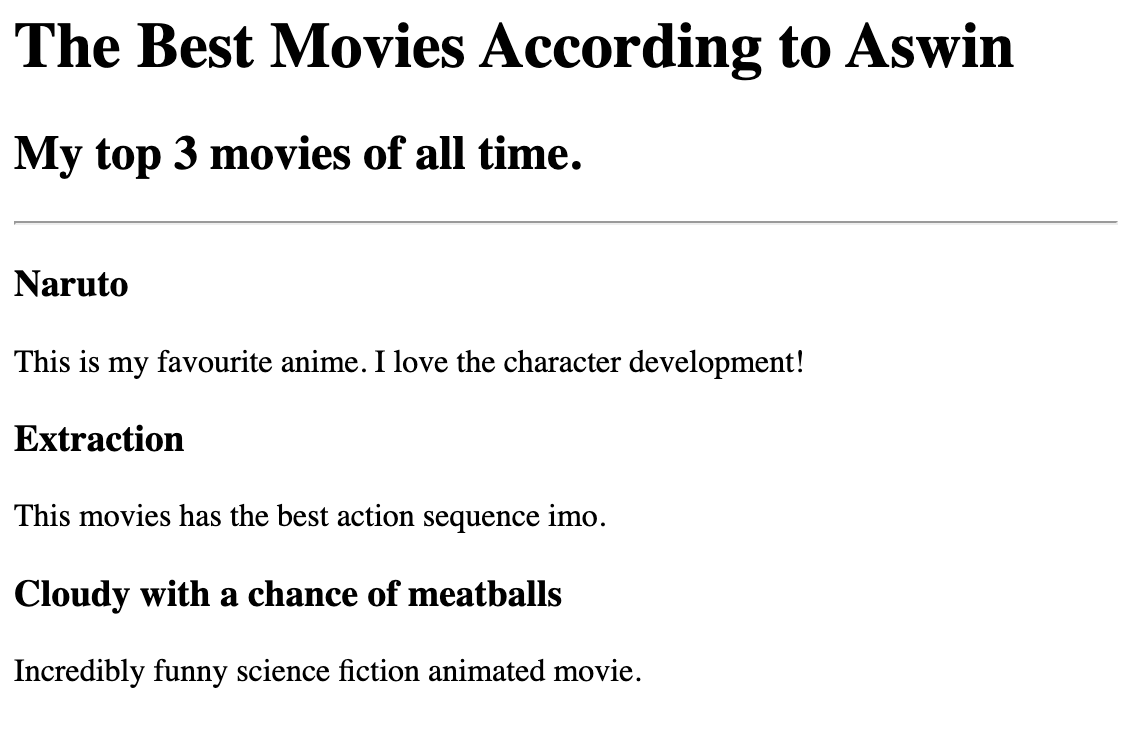 The Best Movies According to Aswin
My top 3 movies of all time.
Naruto
This is my favourite anime. I love the character development!
Extraction
This movies has the best action sequence imo.
Cloudy with a chance of meatballs
Incredibly funny science fiction animated movie.